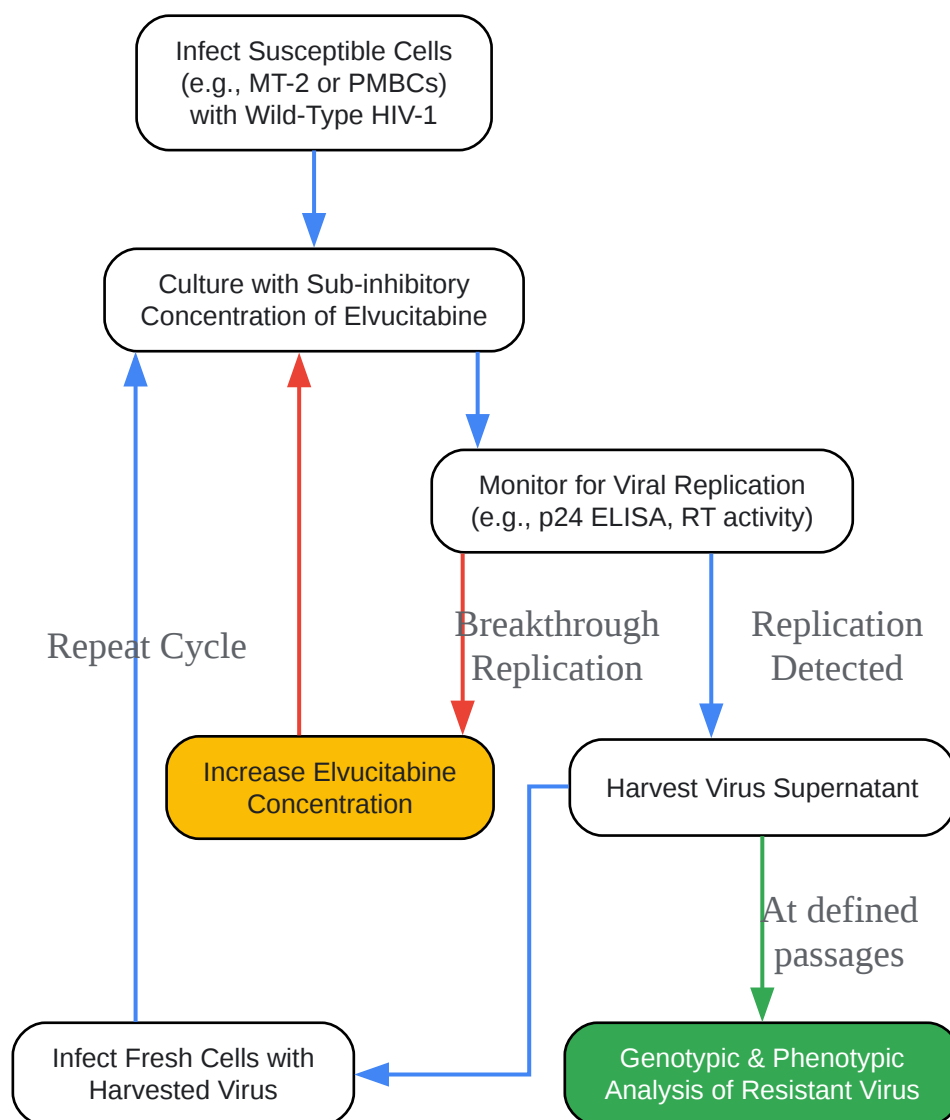 Infect Susceptible Cells
(e.g., MT-2 or PMBCs)
with Wild-Type HIV-1
Culture with Sub-inhibitory
Concentration of Elvucitabine
Monitor for Viral Replication
(e.g., p24 ELISA, RT activity)
Repeat Cycle
Breakthrough
Replication
Replication
Detected
Increase Elvucitabine
Concentration
Harvest Virus Supernatant
At defined
passages
Infect Fresh Cells with
Harvested Virus
Genotypic & Phenotypic
Analysis of Resistant Virus